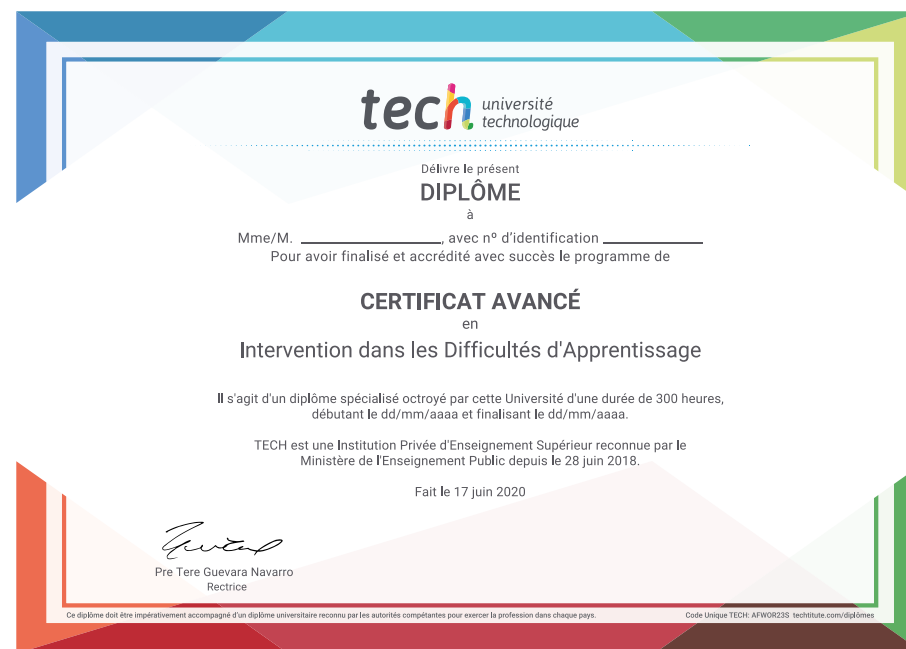 tech université
technologique
Délivre le présent
DIPLÔME
à
Mme/M. ____________________, avec nº d'identification ______________
Pour avoir finalisé et accrédité avec succès le programme de
CERTIFICAT AVANCÉ
en
Intervention dans les Difficultés d'Apprentissage
Il s'agit d'un diplôme spécialisé octroyé par cette Université d'une durée de 300 heures,
débutant le dd/mm/aaaa et finalisant le dd/mm/aaaa.
TECH est une Institution Privée d'Enseignement Supérieur reconnue par le
Ministère de l'Enseignement Public depuis le 28 juin 2018.
Fait le 17 juin 2020
Pre Tere Guevara Navarro
Rectrice
Ce diplôme doit être impérativement accompagné d'un diplôme universitaire reconnu par les autorités compétantes pour exercer la profession dans chaque pays.
Code Unique TECH: AFWOR23S techtitute.com/diplômes